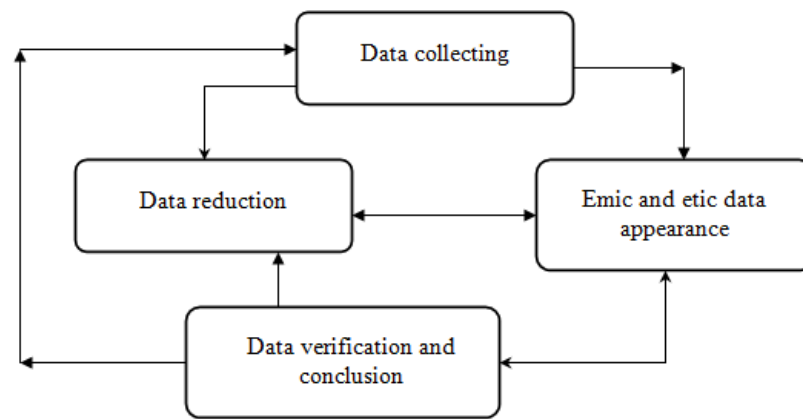 Data collecting
Data reduction
Emic and etic data
appearance
Data verification and
conclusion